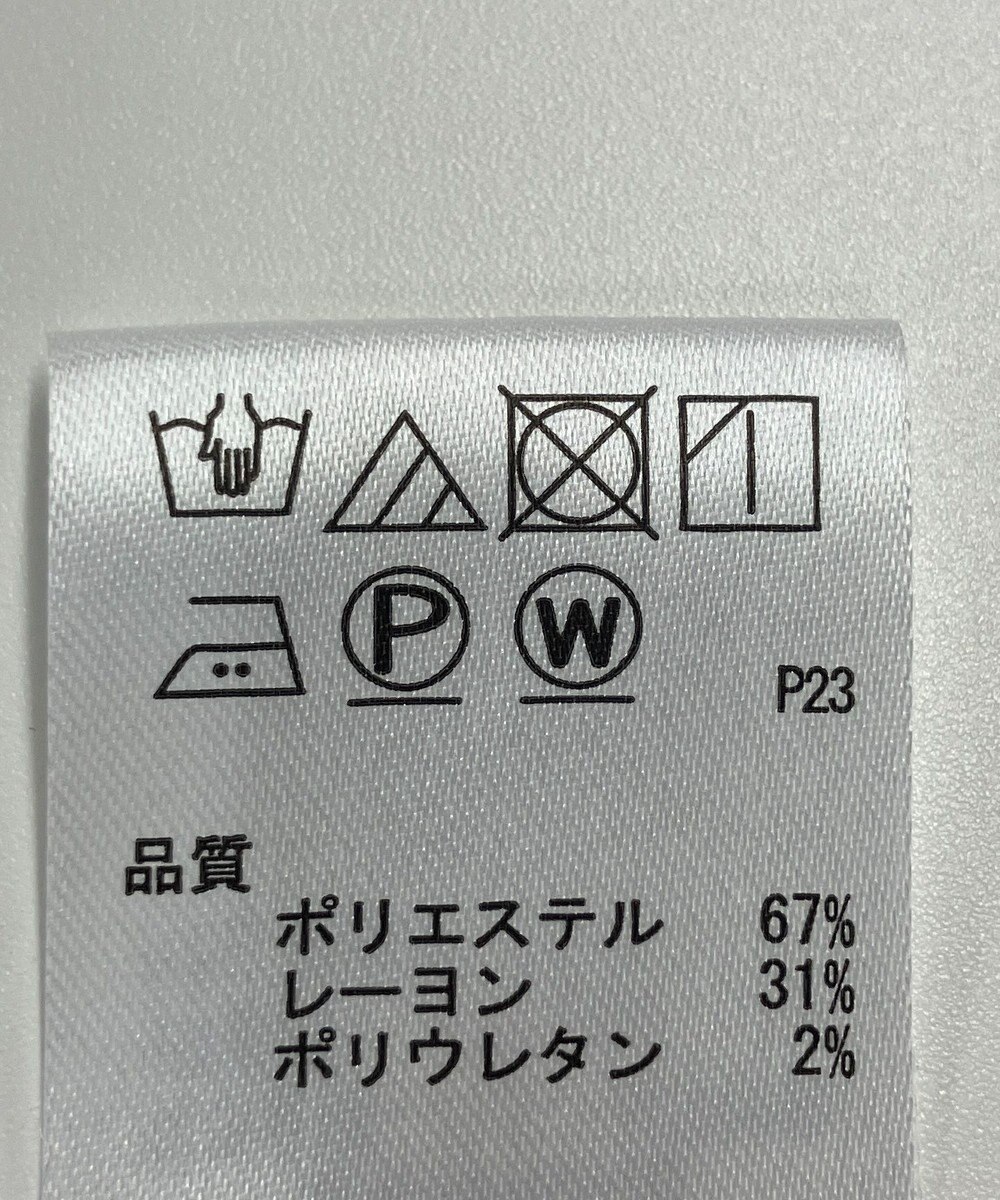 P W P23
品質
ポリエステル 67%
レーヨン 31%
ポリウレタン 2%